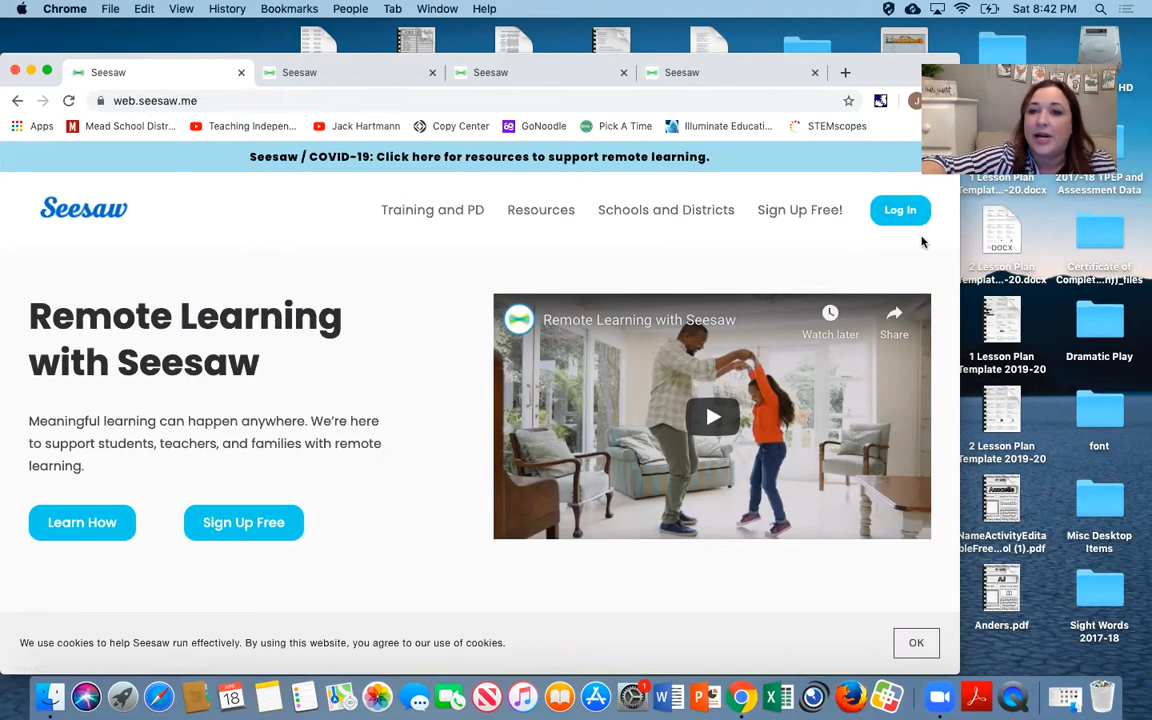 Chrome File Edit View History Bookmarks People Tab Window Help Sat 8:42 PM
Seesaw Seesaw Seesaw Seesaw
web.seesaw.me J
HD
Apps Mead School Distr... Teaching Indepen... Jack Hartmann Copy Center GoNoodle Pick A Time Illuminate Educati... STEMscopes
Seesaw / COVID-19: Click here for resources to support remote learning.
1 Lesson Plan
Templat...-20.docx
2017-18 TPEP and
Assessment Data
Seesaw Training and PD Resources Schools and Districts Sign Up Free! Log In
DOCX
2 Lesson Plan
Templat...-20.docx
Certificate of
Complet...n))_files
Remote Learning
with Seesaw
Remote Learning with Seesaw
Watch later Share
1 Lesson Plan
Template 2019-20
Dramatic Play
Meaningful learning can happen anywhere. We're here
to support students, teachers, and families with remote
learning.
2 Lesson Plan
Template 2019-20
font
Learn How Sign Up Free
NameActivityEdita
bleFree...ol (1).pdf
Misc Desktop
Items
AJ
Anders.pdf
Sight Words
2017-18
We use cookies to help Seesaw run effectively. By using this website, you agree to our use of cookies. OK
APR
18
1